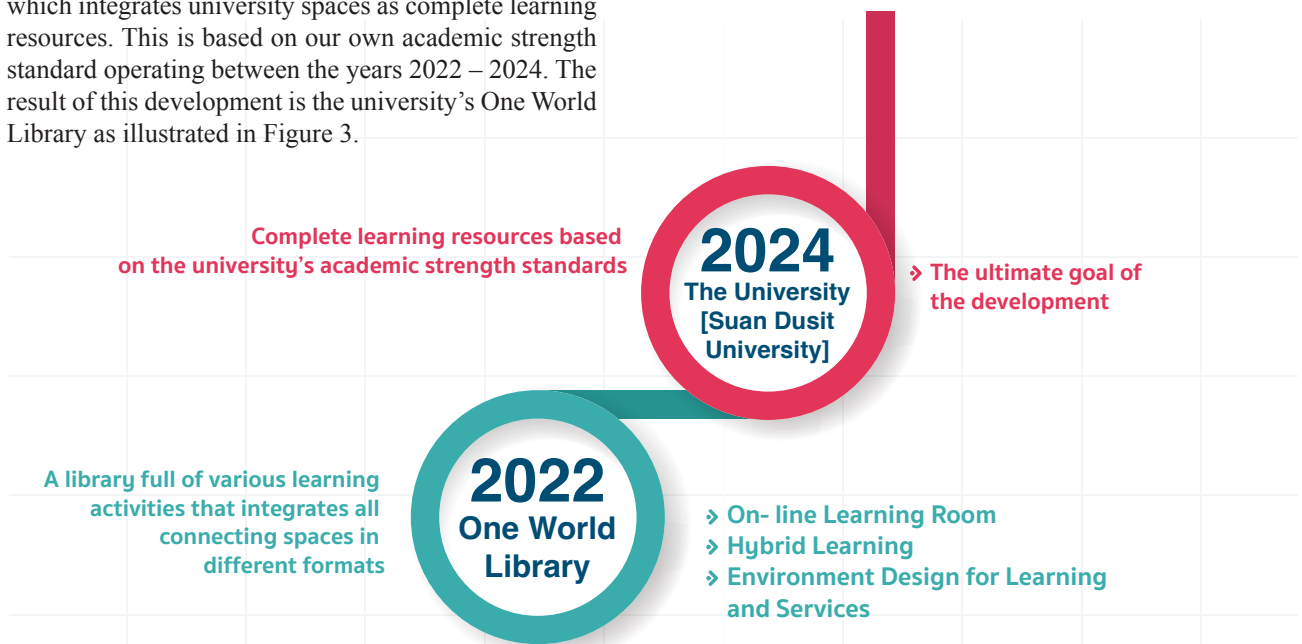 which integrates university spaces as complete learning
resources. This is based on our own academic strength
standard operating between the years 2022 – 2024. The
result of this development is the university's One World
Library as illustrated in Figure 3.
Complete learning resources based
on the university's academic strength standards
2024
The University
[Suan Dusit
University]
The ultimate goal of
the development
A library full of various learning
activities that integrates all
connecting spaces in
different formats
2022
One World
Library
On- line Learning Room
Hybrid Learning
Environment Design for Learning
and Services